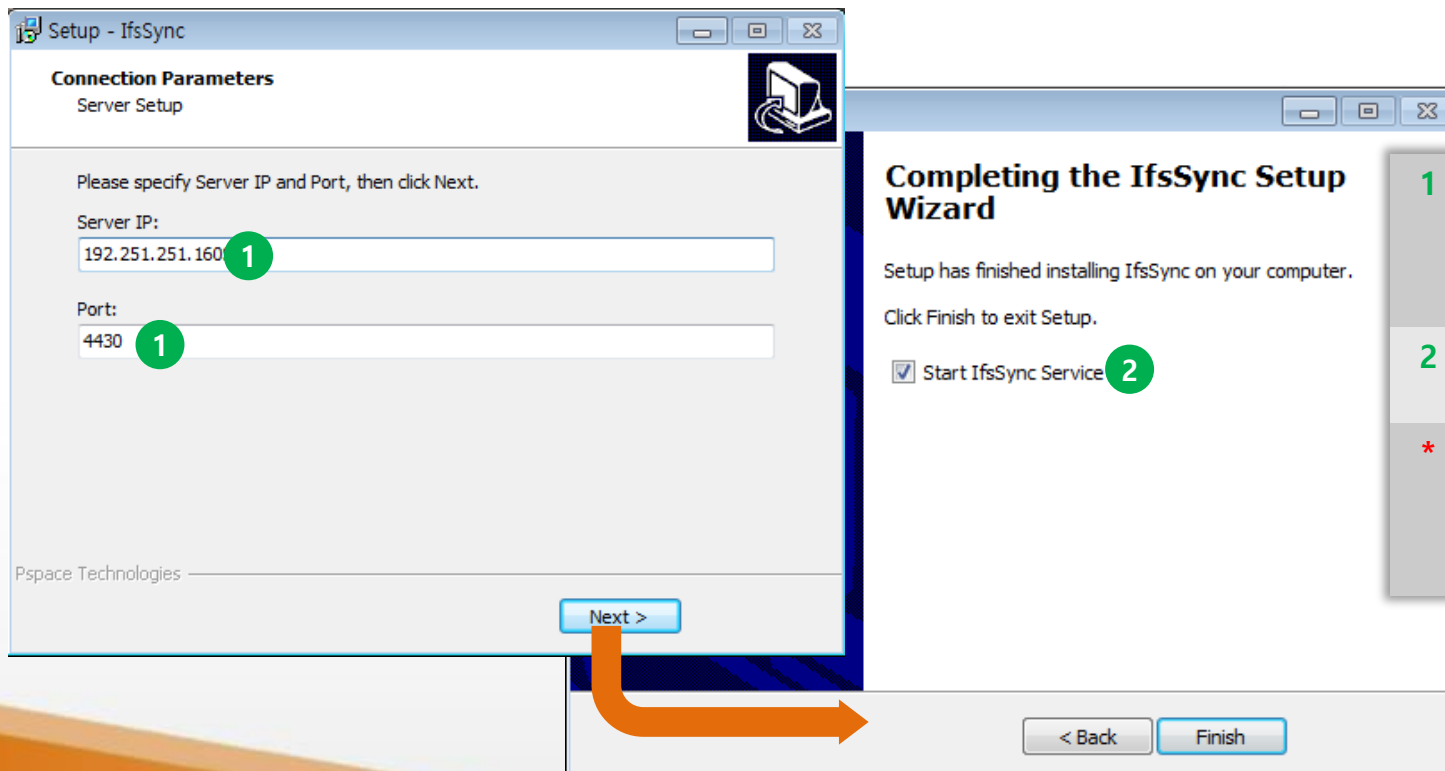 Setup - IfsSync
Connection Parameters
Server Setup
Please specify Server IP and Port, then click Next.
Server IP:
192.251.251.160
1
Port:
4430
1
Pspace Technologies
Next >
Completing the IfsSync Setup
Wizard
Setup has finished installing IfsSync on your computer.
Click Finish to exit Setup.
Start IfsSync Service
2
< Back
Finish
1
2
*